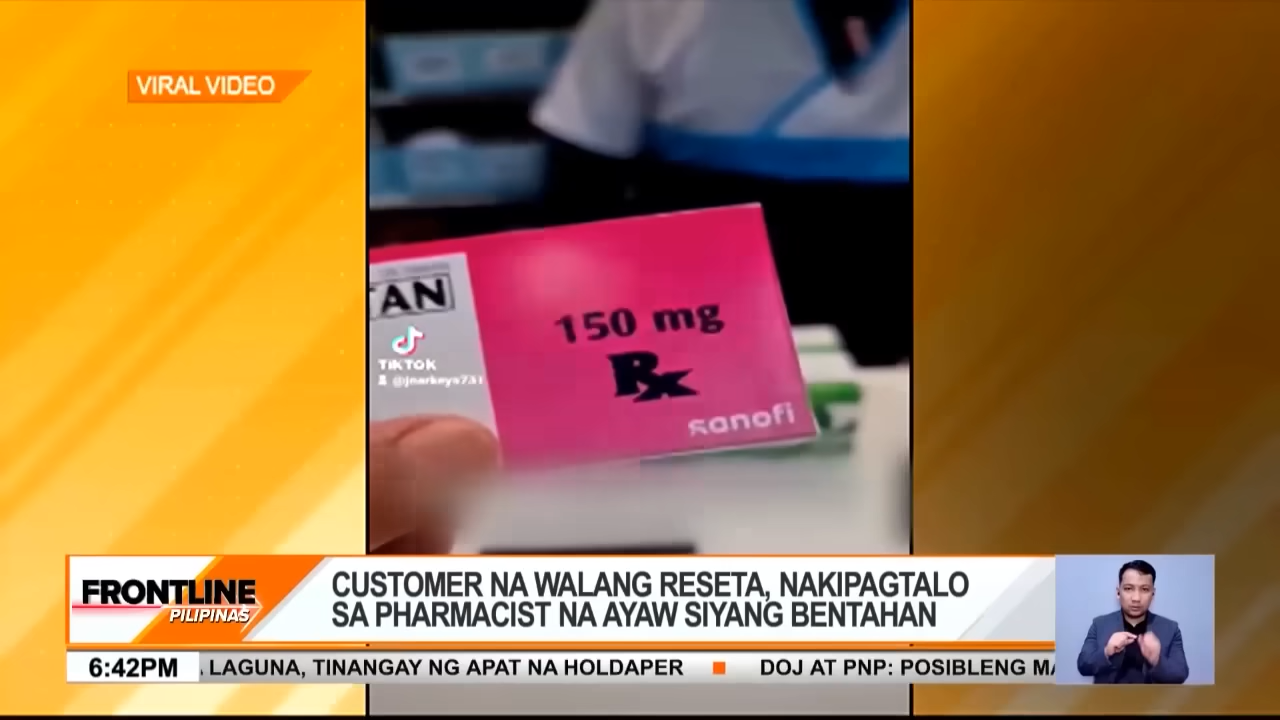 VIRAL VIDEO
TAN
150 mg
Rx
sanofi
TIKTOK
FRONTLINE
PILIPINAS
CUSTOMER NA WALANG RESETA, NAKIPAGTALO
SA PHARMACIST NA AYAW SIYANG BENTAHAN
6:42PM
LAGUNA, TINANGAY NG APAT NA HOLDAPER ■ DOJ AT PNP: POSIBLENG